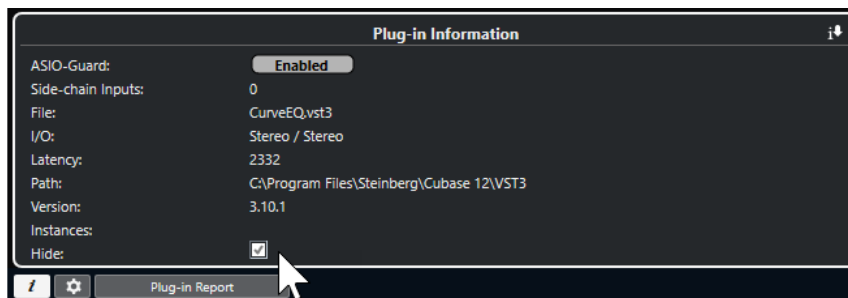 Plug-in Information
i
ASIO-Guard: Enabled
Side-chain Inputs: 0
File: CurveEQ.vst3
I/O: Stereo / Stereo
Latency: 2332
Path: C:\Program Files\Steinberg\Cubase 12\VST3
Version: 3.10.1
Instances:
Hide:
i Plug-in Report